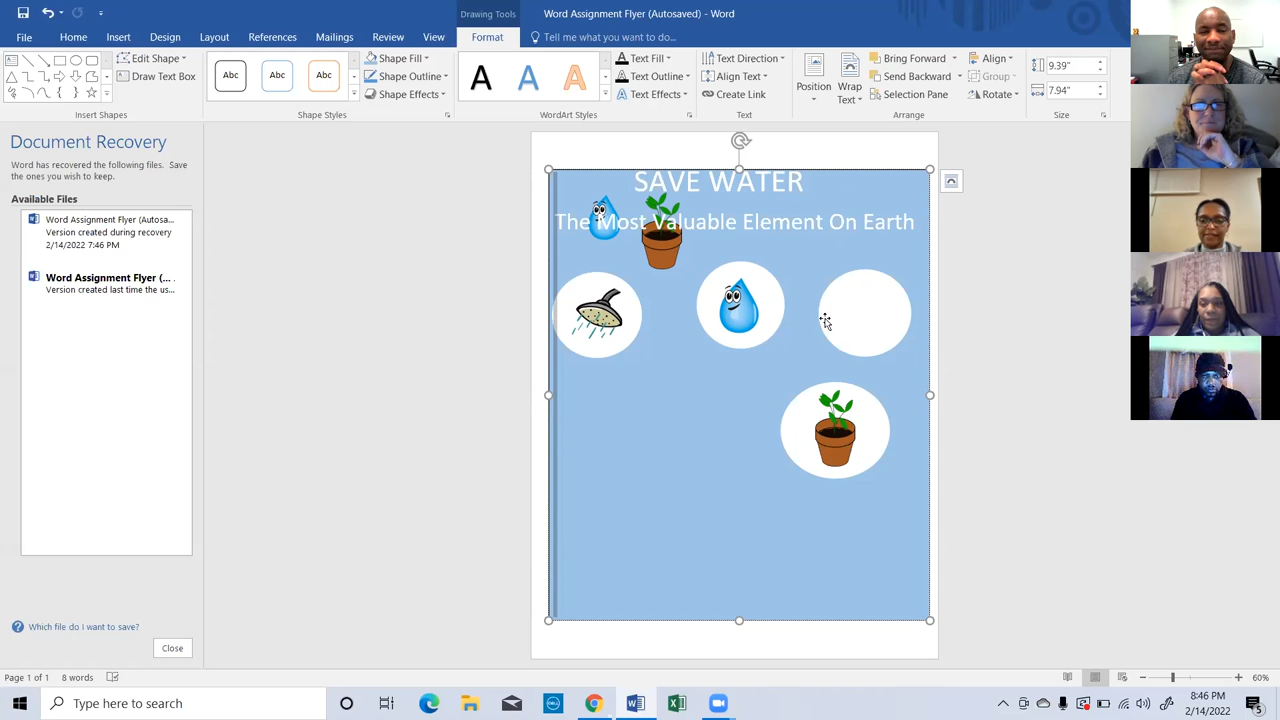 Drawing Tools
Word Assignment Flyer (Autosaved) - Word
File
Home
Insert
Design
Layout
References
Mailings
Review
View
Format
Tell me what you want to do...
Edit Shape
Draw Text Box
Insert Shapes
Abc
Abc
Abc
Shape Styles
Shape Fill
Shape Outline
Shape Effects
A
A
A
WordArt Styles
Text Fill
Text Outline
Text Effects
Text Direction
Align Text
Create Link
Text
Position
Wrap
Text
Bring Forward
Send Backward
Selection Pane
Align
Group
Rotate
Arrange
9.39"
7.94"
Size
Document Recovery
Word has recovered the following files. Save
the ones you wish to keep.
Available Files
Word Assignment Flyer (Autosa...
Version created during recovery
2/14/2022 7:46 PM
Word Assignment Flyer (... .
Version created last time the us...
Which file do I want to save?
Close
SAVE WATER
The Most Valuable Element On Earth
Page 1 of 1
8 words
60%
Type here to search
DELL
8:46 PM
2/14/2022
5